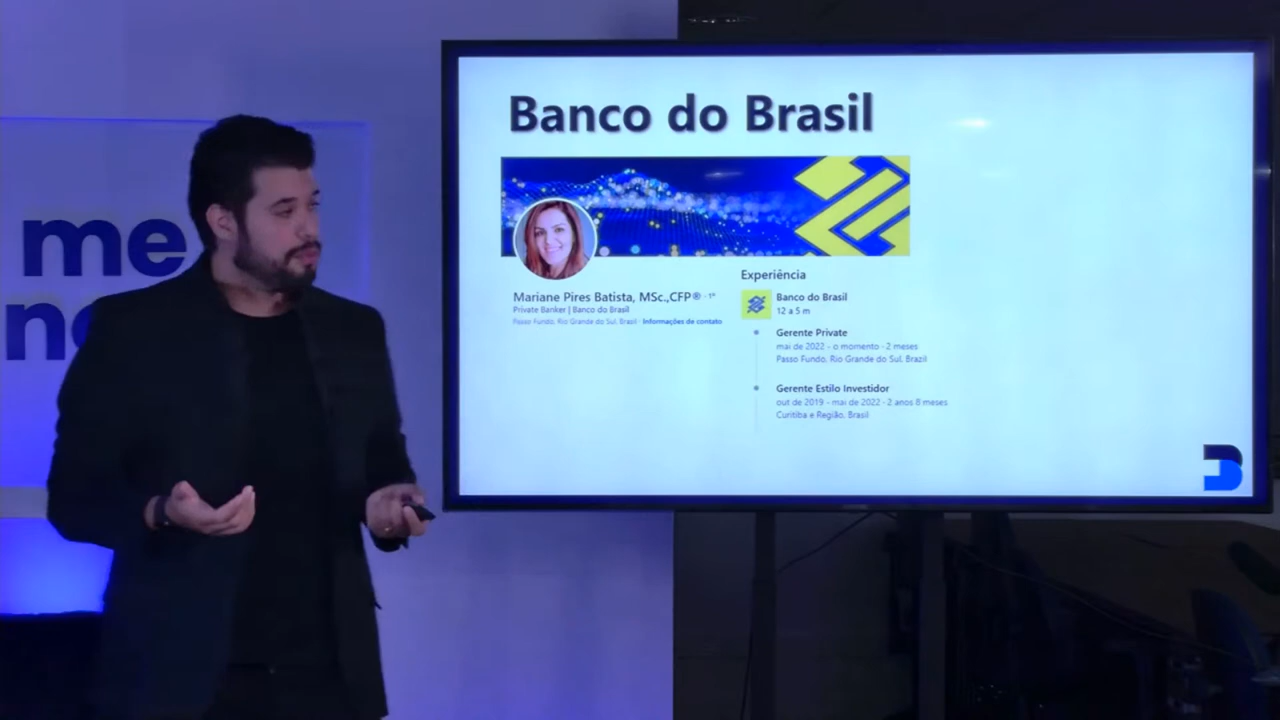 me
no
Banco do Brasil
Mariane Pires Batista, MSc.,CFP® · 1º
Private Banker | Banco do Brasil
Passo Fundo, Rio Grande do Sul, Brasil · Informações de contato
Experiência
Banco do Brasil
12 a 5 m
Gerente Private
mai de 2022 - o momento · 2 meses
Passo Fundo, Rio Grande do Sul, Brazil
Gerente Estilo Investidor
out de 2019 - mai de 2022 · 2 anos 8 meses
Curitiba e Região, Brasil